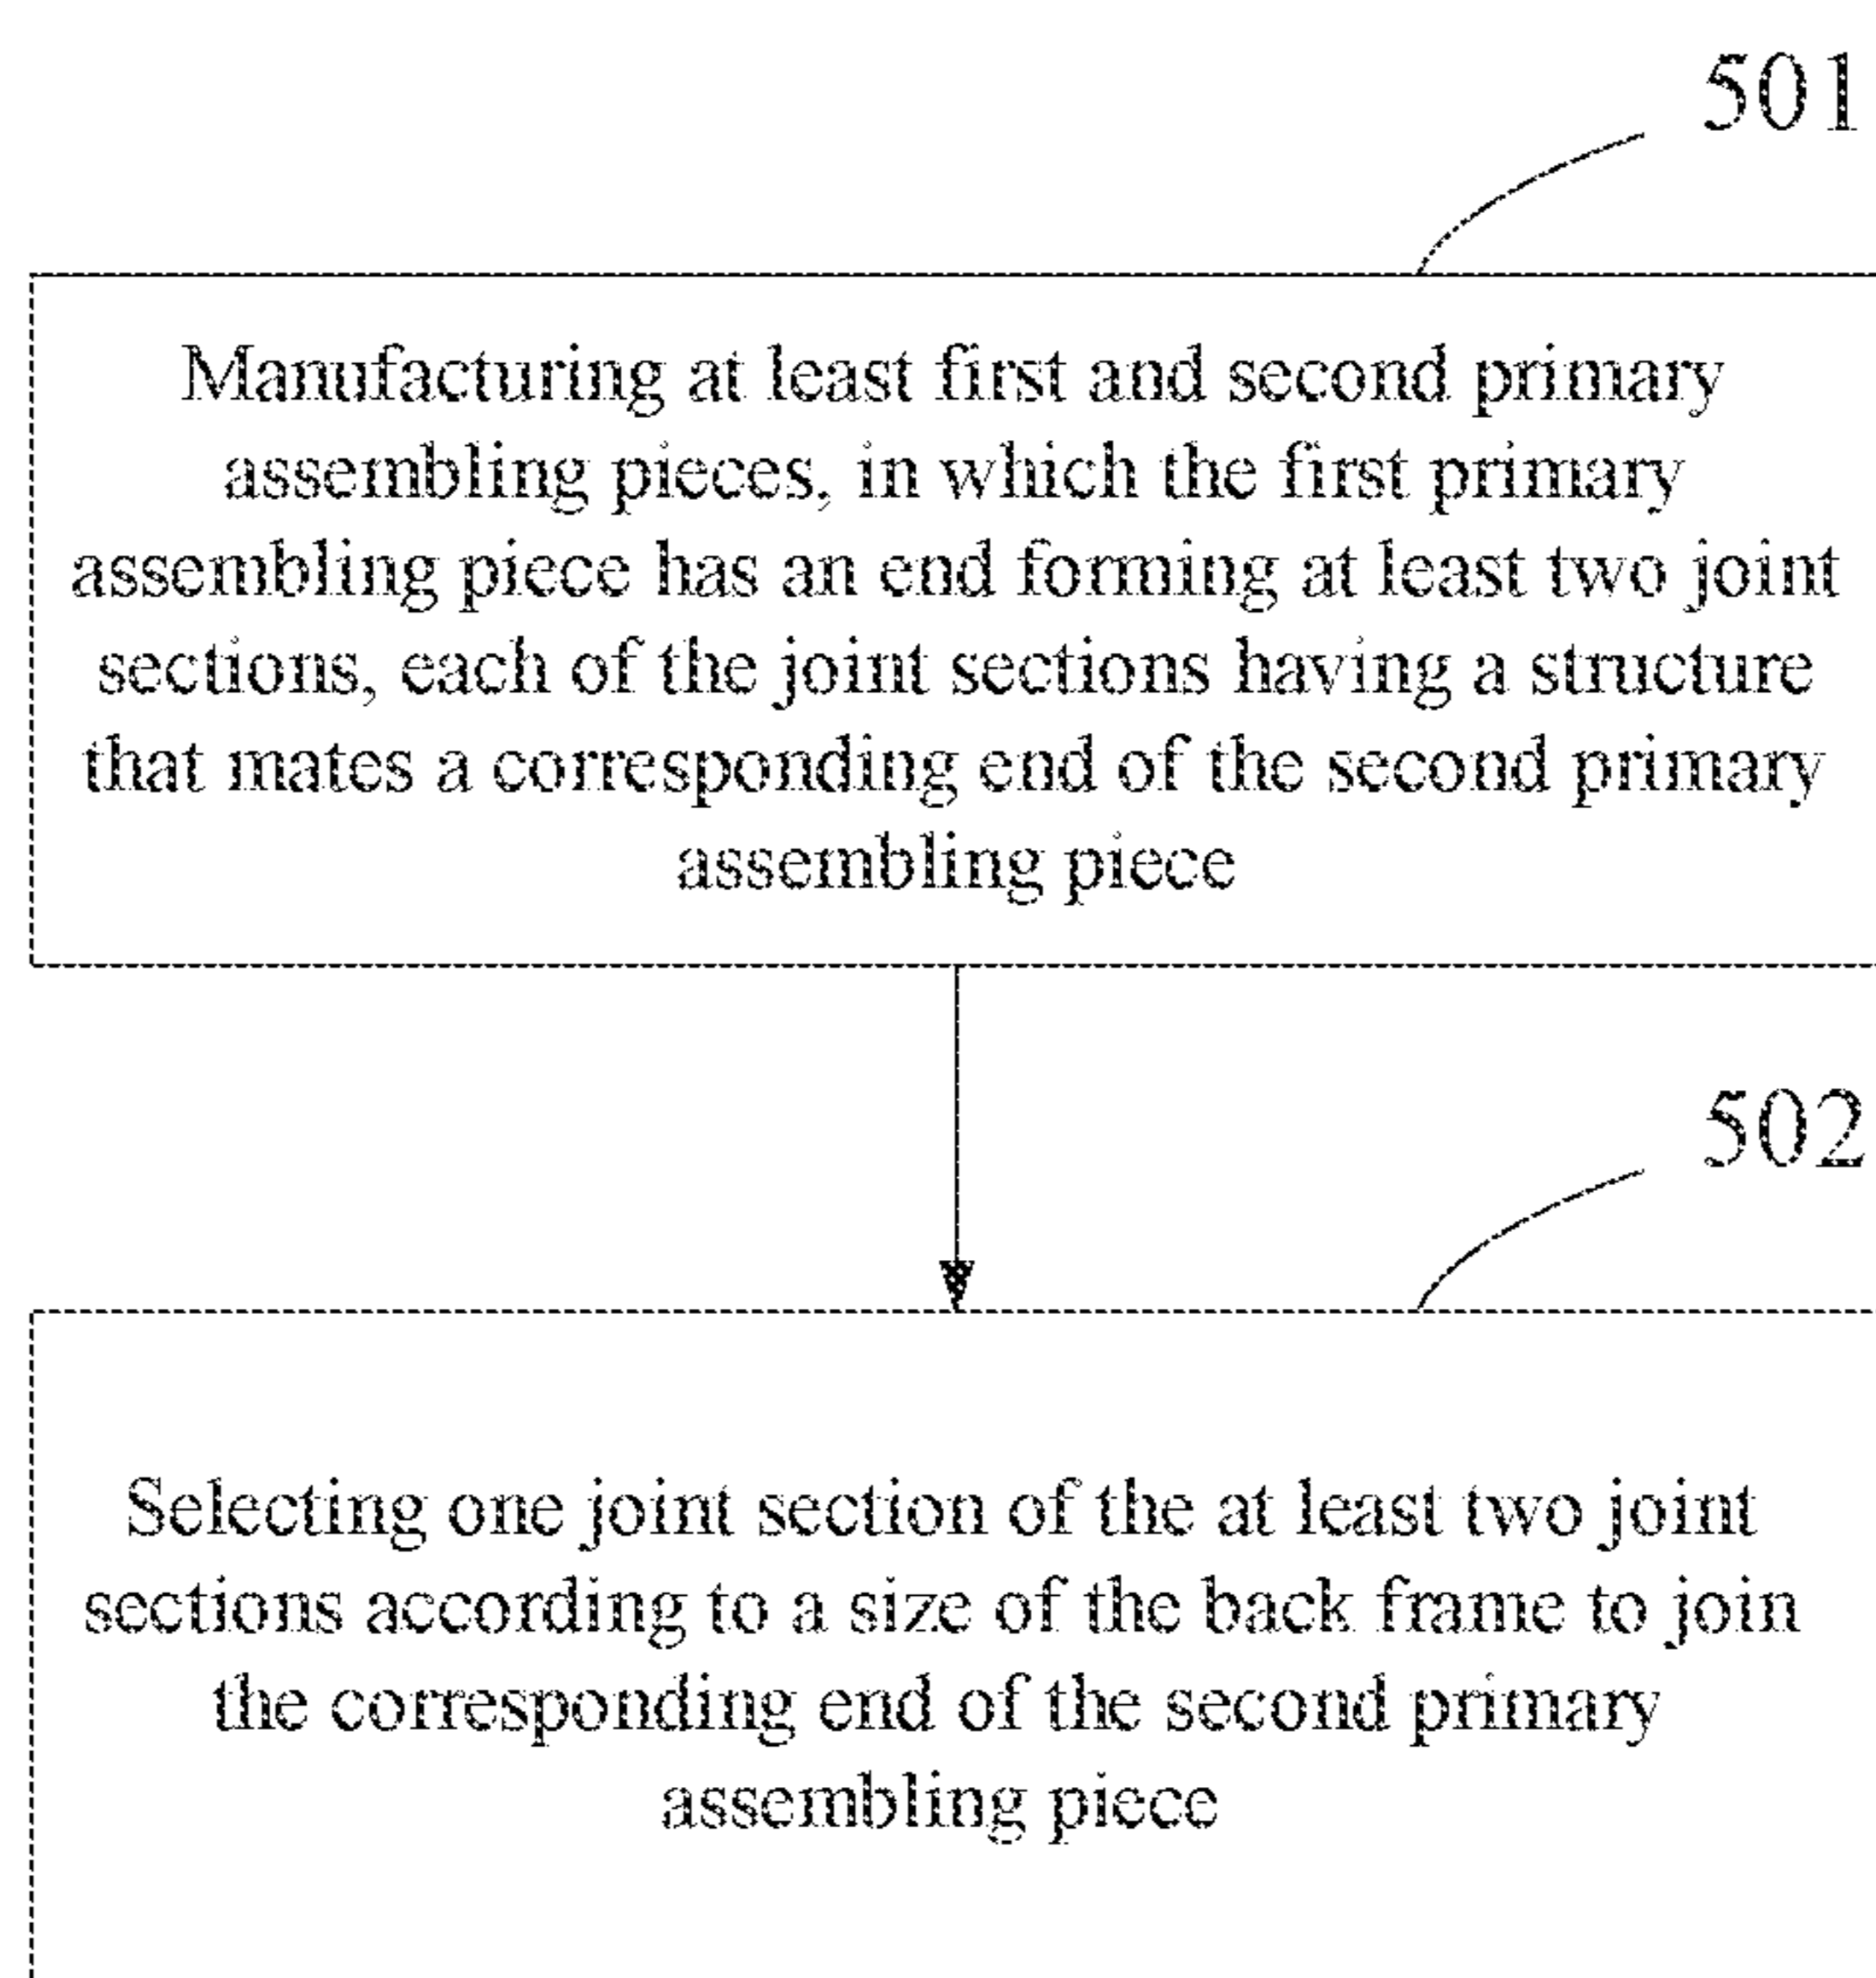 501
Manufacturing at least first and second primary
assembling pieces, in which the first primary
assembling piece has an end forming at least two joint
sections, each of the joint sections having a structure
that mates a corresponding end of the second primary
assembling piece
502
Selecting one joint section of the at least two joint
sections according to a size of the back frame to join
the corresponding end of the second primary
assembling piece